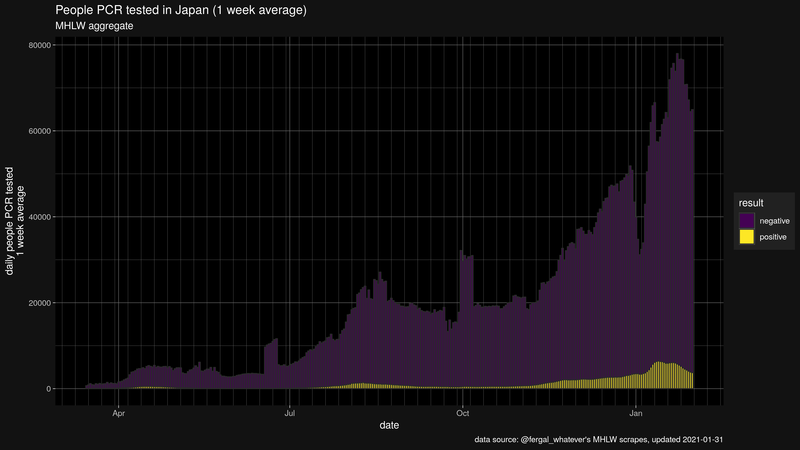 People PCR tested in Japan (1 week average)
MHLW aggregate
80000
60000
40000
20000
0
daily people PCR tested
1 week average
Apr
Jul
Oct
Jan
date
result
negative
positive
data source: @fergal_whatever's MHLW scrapes, updated 2021-01-31